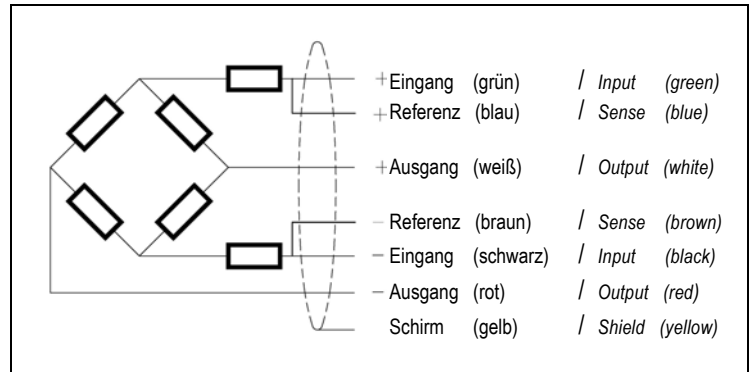 + Eingang (grün) / Input (green)
+ Referenz (blau) / Sense (blue)
+ Ausgang (weiß) / Output (white)
− Referenz (braun) / Sense (brown)
− Eingang (schwarz) / Input (black)
− Ausgang (rot) / Output (red)
Schirm (gelb) / Shield (yellow)